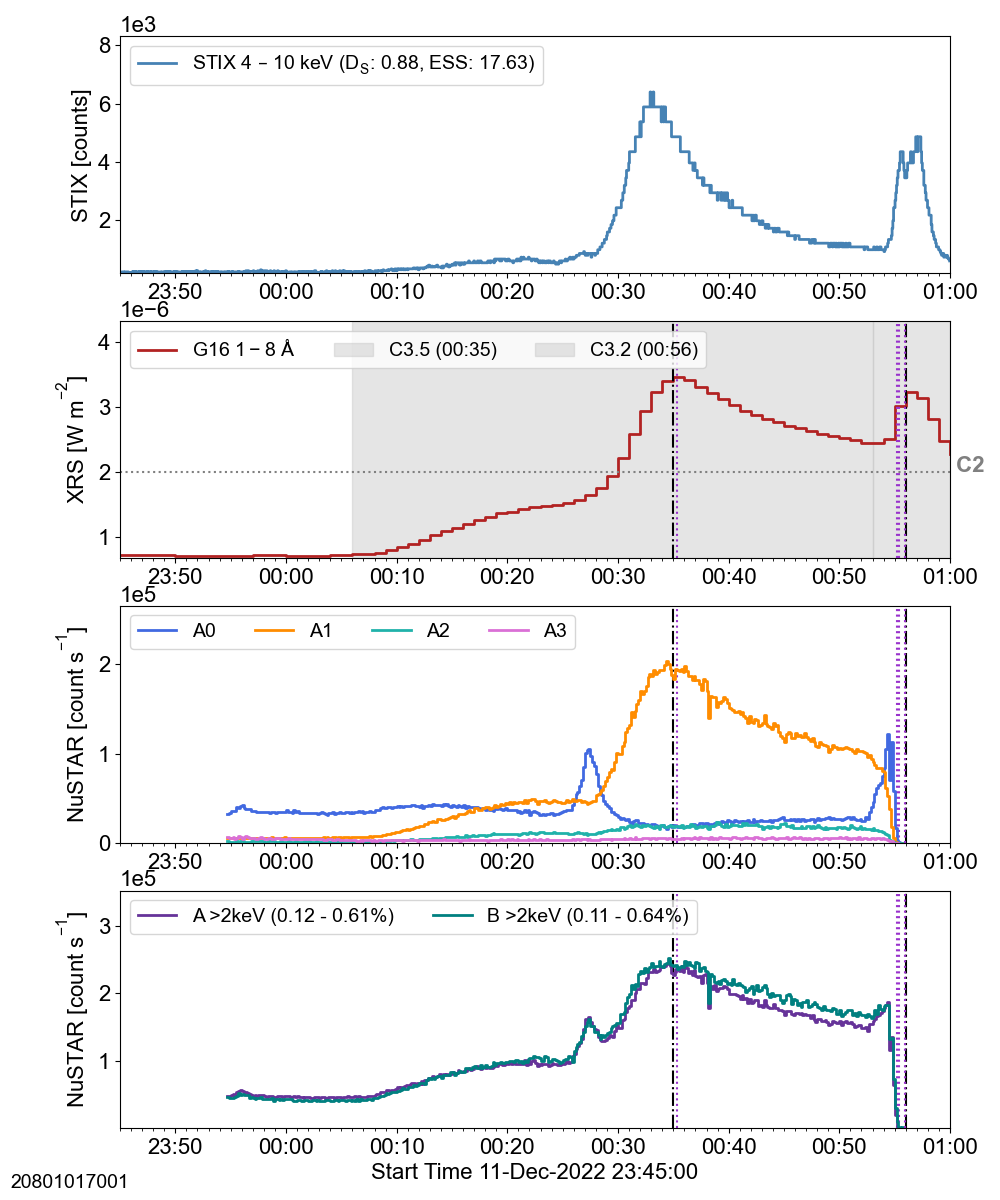 1e3
STIX 4 – 10 keV (DS: 0.88, ESS: 17.63)
STIX [counts]
8
6
4
2
23:50 00:00 00:10 00:20 00:30 00:40 00:50 01:00
1e−6
G16 1 – 8 Å C3.5 (00:35) C3.2 (00:56)
XRS [W m−2]
4
3
2
1
C2
23:50 00:00 00:10 00:20 00:30 00:40 00:50 01:00
1e5
A0 A1 A2 A3
NuSTAR [count s−1]
2
1
0
23:50 00:00 00:10 00:20 00:30 00:40 00:50 01:00
1e5
A >2keV (0.12 - 0.61%) B >2keV (0.11 - 0.64%)
NuSTAR [count s−1]
3
2
1
23:50 00:00 00:10 00:20 00:30 00:40 00:50 01:00
Start Time 11-Dec-2022 23:45:00
20801017001